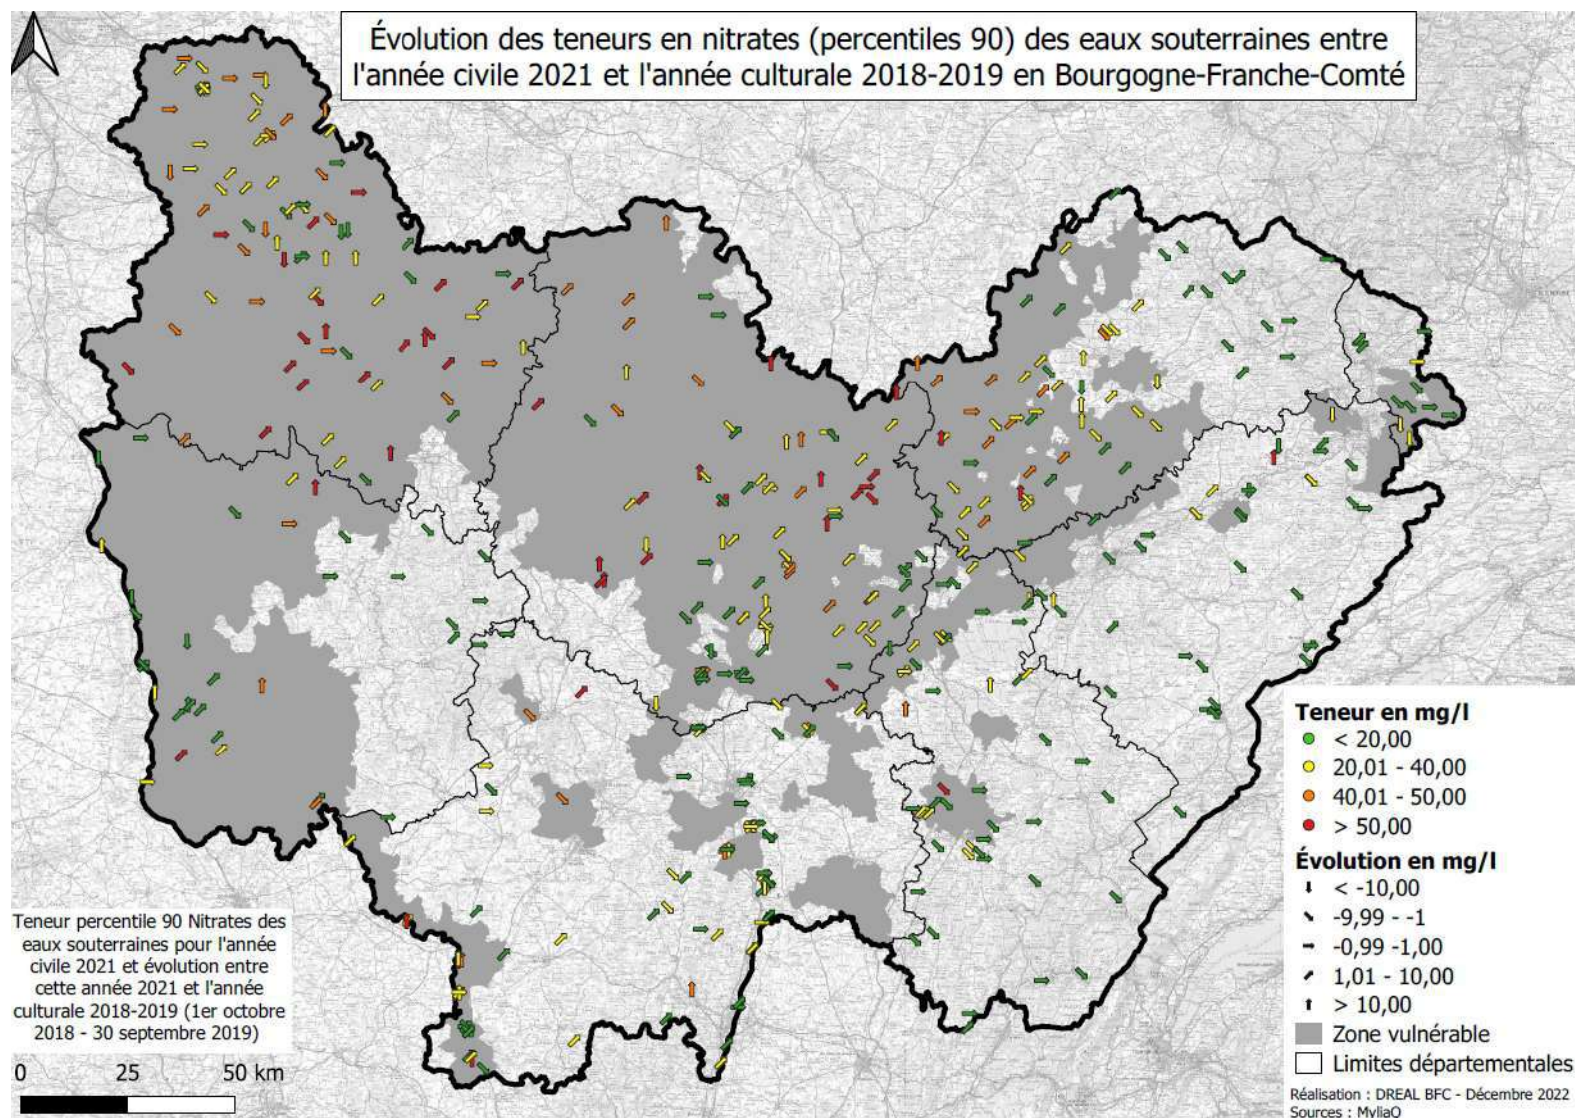 Évolution des teneurs en nitrates (percentiles 90) des eaux souterraines entre
l'année civile 2021 et l'année culturale 2018-2019 en Bourgogne-Franche-Comté
Teneur en mg/l
< 20,00
20,01 - 40,00
40,01 - 50,00
> 50,00
Évolution en mg/l
< -10,00
-9,99 - -1
-0,99 -1,00
1,01 - 10,00
> 10,00
Zone vulnérable
Limites départementales
Réalisation : DREAL BFC - Décembre 2022
Sources : MyliaQ
Teneur percentile 90 Nitrates des
eaux souterraines pour l'année
civile 2021 et évolution entre
cette année 2021 et l'année
culturale 2018-2019 (1er octobre
2018 - 30 septembre 2019)
0 25 50 km